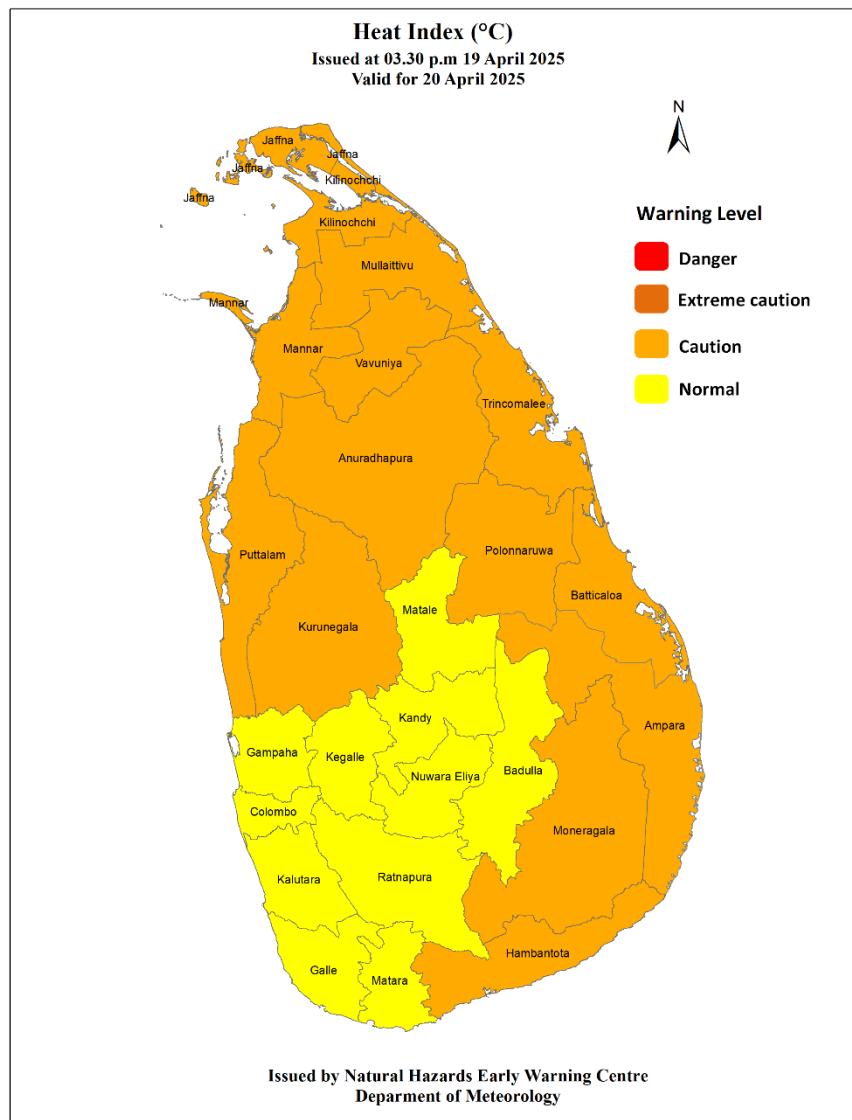 Heat Index (°C)
Issued at 03.30 p.m 19 April 2025
Valid for 20 April 2025
N
Jaffna
Jaffna
Jaffna
Kilinochchi
Jaffna
Kilinochchi
Mullaittivu
Mannar
Mannar
Vavuniya
Trincomalee
Anuradhapura
Puttalam
Polonnaruwa
Batticaloa
Matale
Kurunegala
Kandy
Ampara
Gampaha
Kegalle
Nuwara Eliya
Badulla
Colombo
Moneragala
Kalutara
Ratnapura
Hambantota
Galle
Matara
Warning Level
Danger
Extreme caution
Caution
Normal
Issued by Natural Hazards Early Warning Centre
Deparment of Meteorology